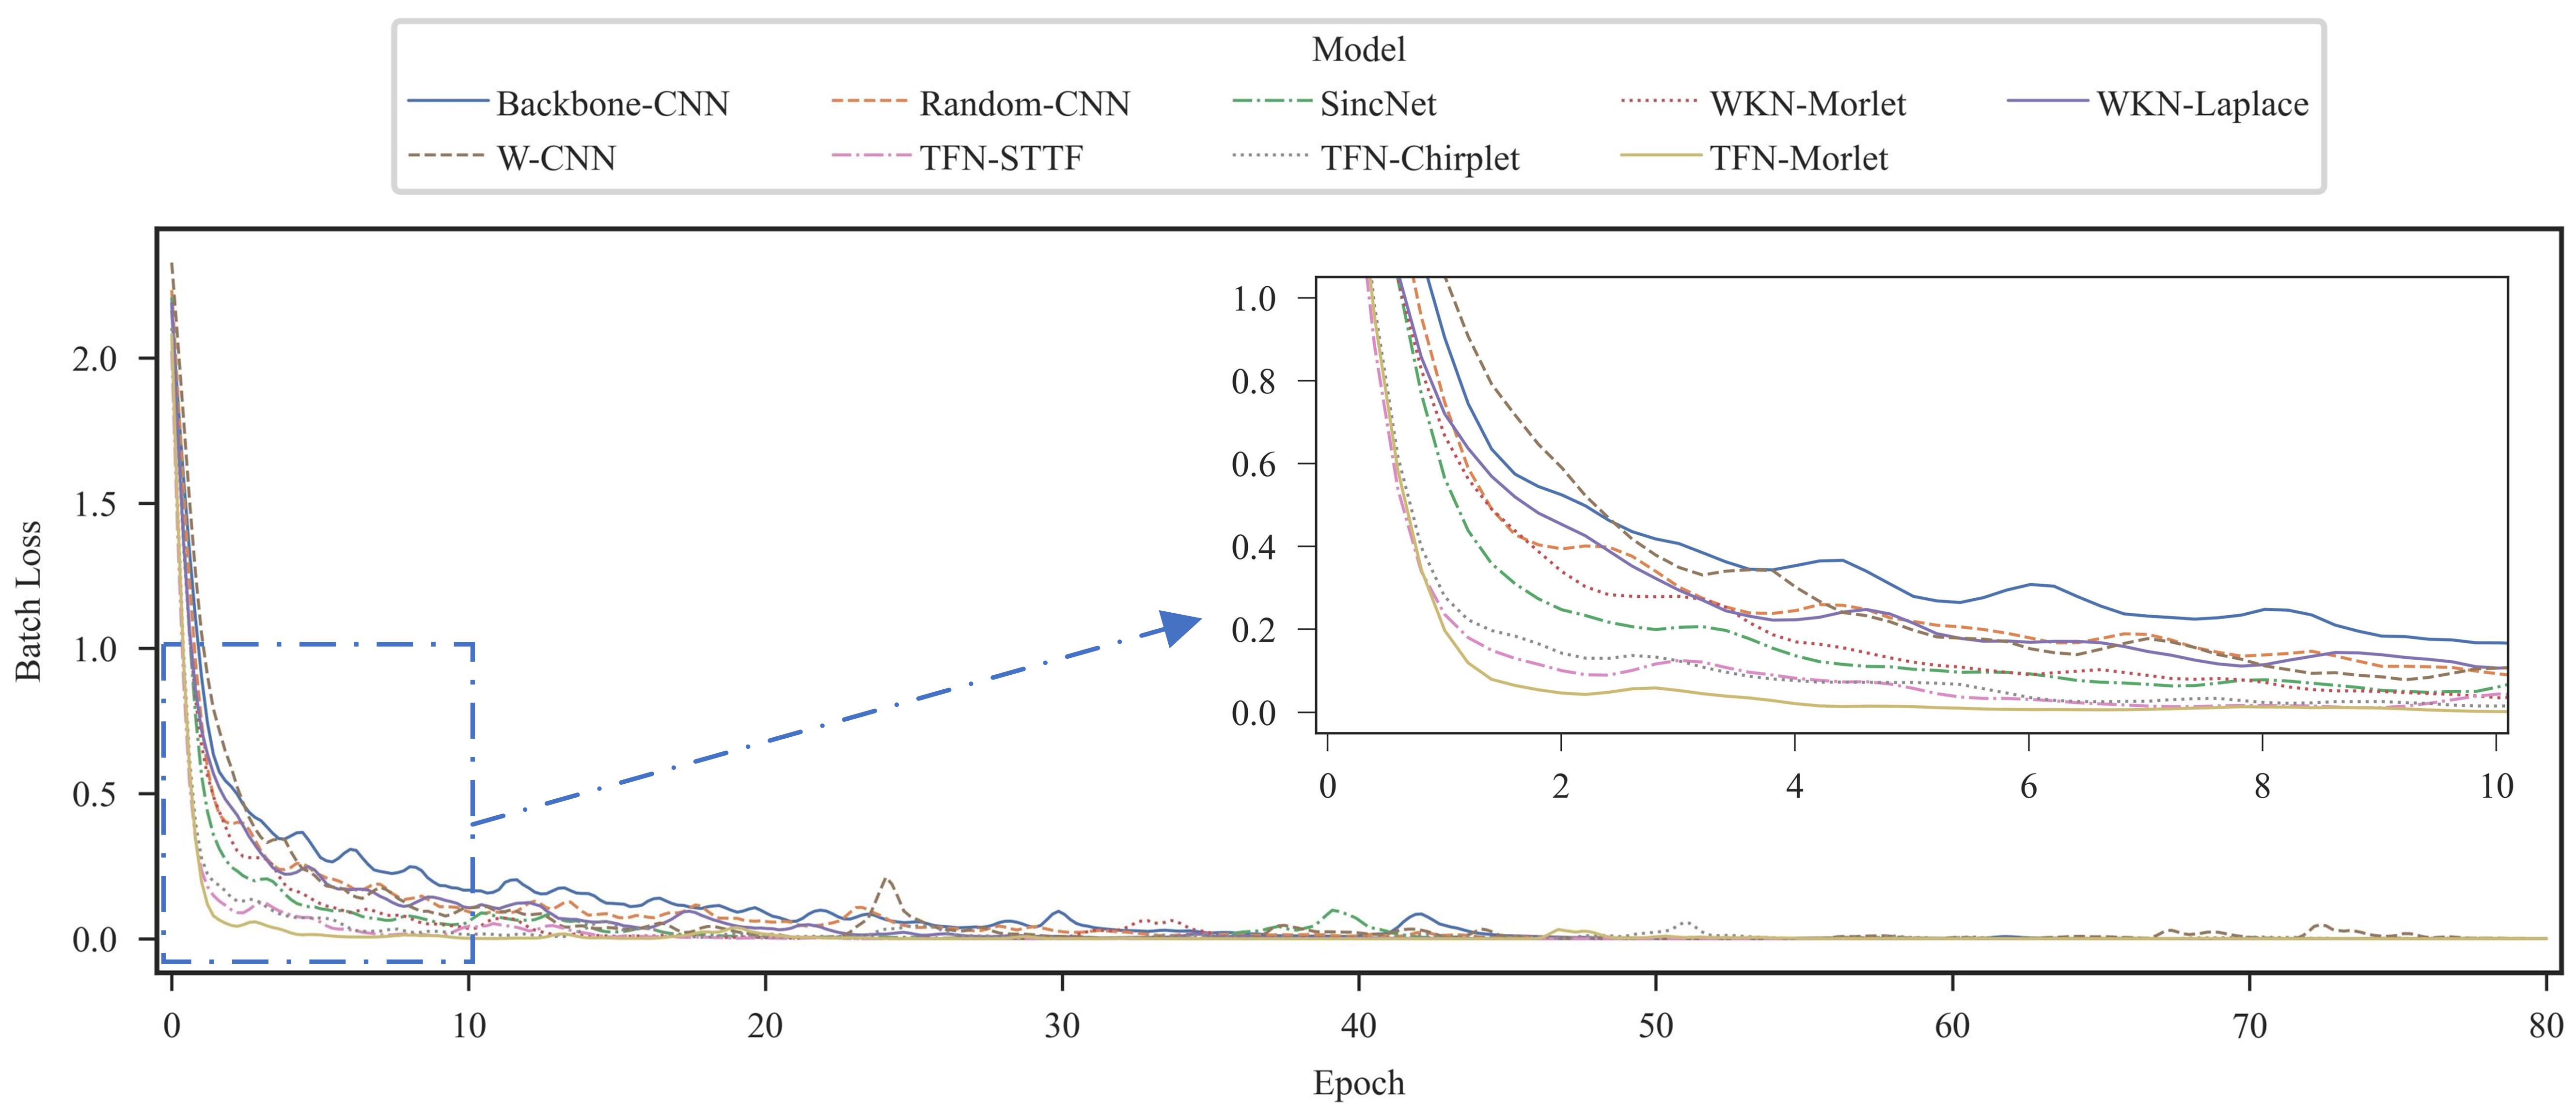 Model
Backbone-CNN Random-CNN SincNet WKN-Morlet WKN-Laplace
W-CNN TFN-STTF TFN-Chirplet TFN-Morlet
Batch Loss
2.0
1.5
1.0
0.5
0.0
1.0
0.8
0.6
0.4
0.2
0.0
0 2 4 6 8 10
0 10 20 30 40 50 60 70 80
Epoch